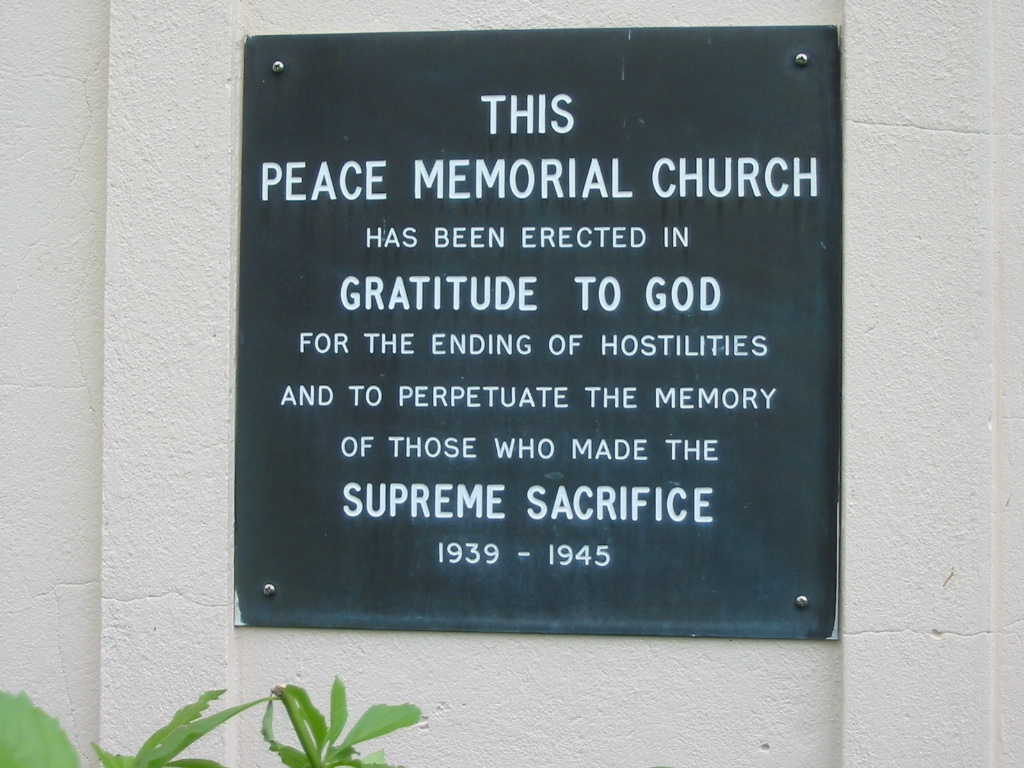 THIS
PEACE MEMORIAL CHURCH
HAS BEEN ERECTED IN
GRATITUDE TO GOD
FOR THE ENDING OF HOSTILITIES
AND TO PERPETUATE THE MEMORY
OF THOSE WHO MADE THE
SUPREME SACRIFICE
1939 - 1945